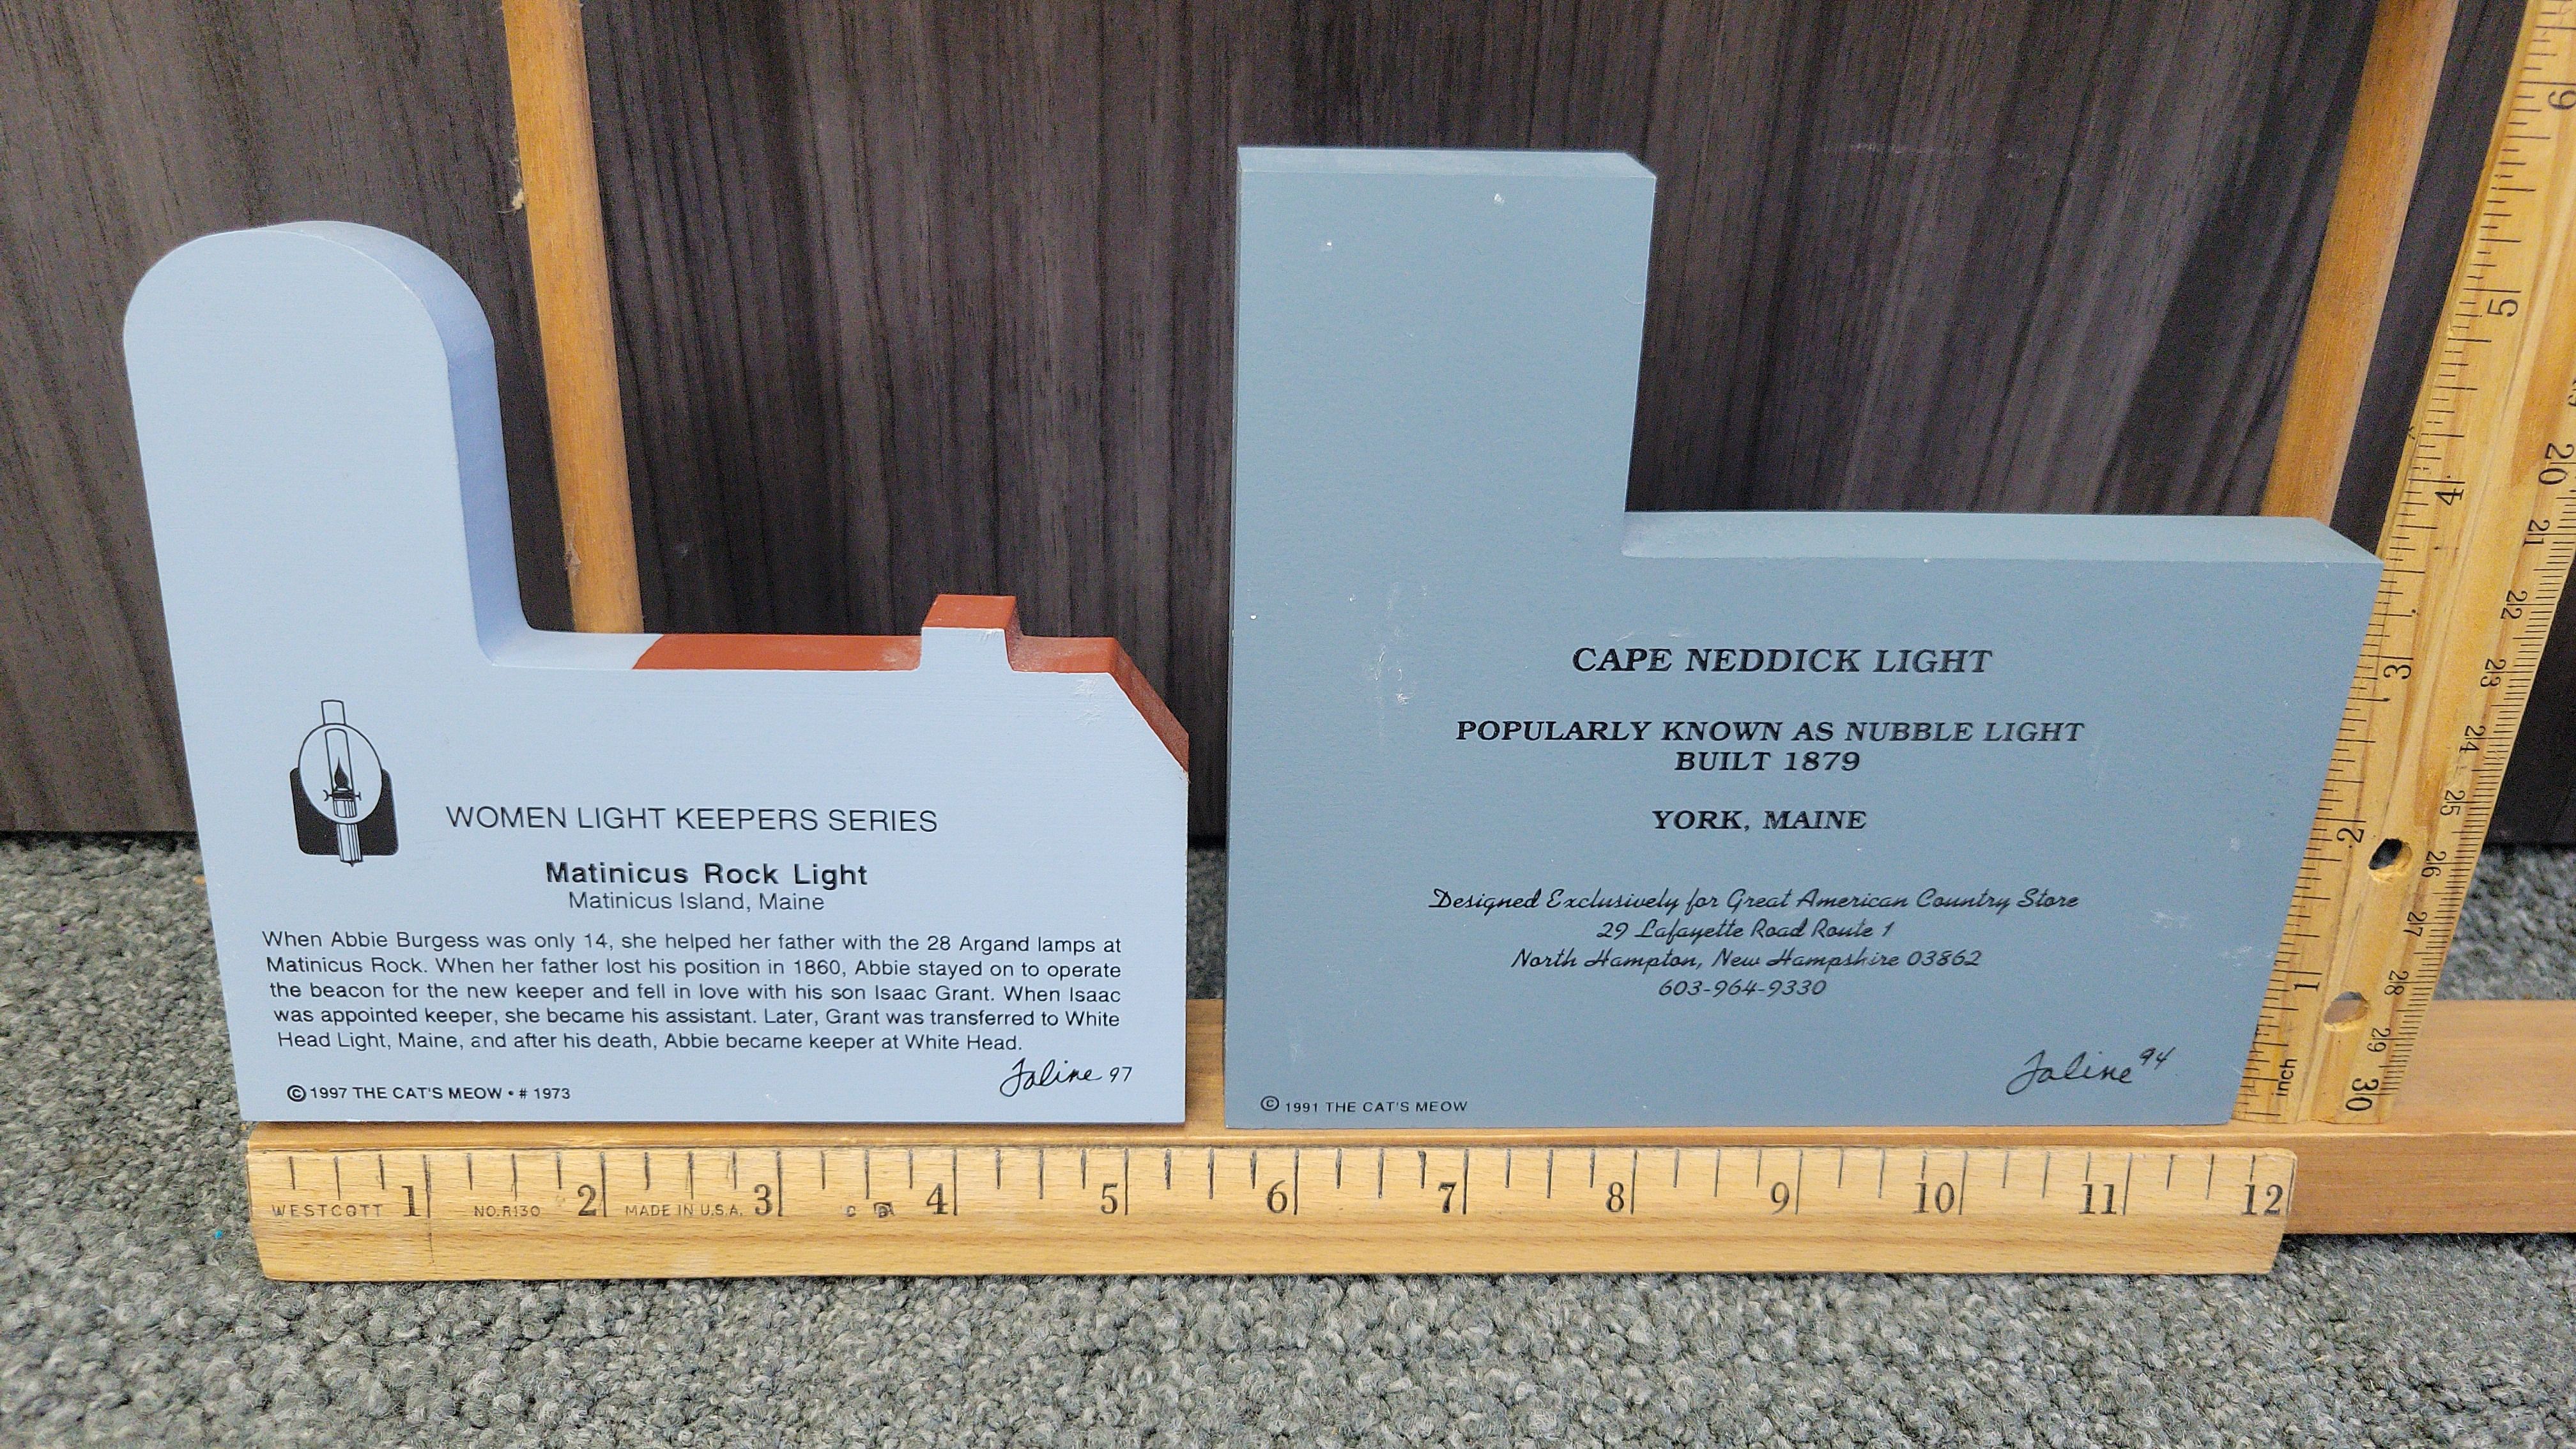 WOMEN LIGHT KEEPERS SERIES
Matinicus Rock Light
Matinicus Island, Maine
When Abbie Burgess was only 14, she helped her father with the 28 Argand lamps at
Matinicus Rock. When her father lost his position in 1860, Abbie stayed on to operate
the beacon for the new keeper and fell in love with his son Isaac Grant. When Isaac
was appointed keeper, she became his assistant. Later, Grant was transferred to White
Head Light, Maine, and after his death, Abbie became keeper at White Head.
Faline 97
© 1997 THE CAT'S MEOW • # 1973
CAPE NEDDICK LIGHT
POPULARLY KNOWN AS NUBBLE LIGHT
BUILT 1879
YORK, MAINE
Designed Exclusively for Great American Country Store
29 Lafayette Road Route 1
North Hampton, New Hampshire 03862
603-964-9330
Faline 94
© 1991 THE CAT'S MEOW
1 2 3 4 5 6 7 8 9 10 11 12
WESTCOTT NO. R130 MADE IN U.S.A.
inch 1 2 3 4 5 6
20 21 22 23 24 25 26 27 28 29 30